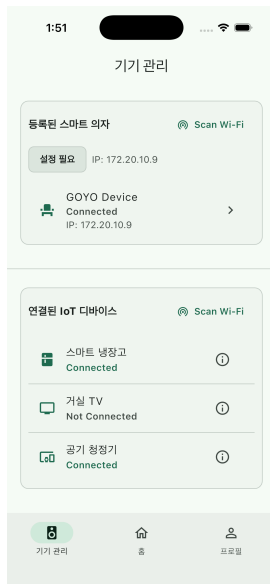 1:51
기기 관리
등록된 스마트 의자
Scan Wi-Fi
설정 필요
IP: 172.20.10.9
GOYO Device
Connected
IP: 172.20.10.9
연결된 IoT 디바이스
Scan Wi-Fi
스마트 냉장고
Connected
거실 TV
Not Connected
공기 청정기
Connected
기기 관리
홈
프로필